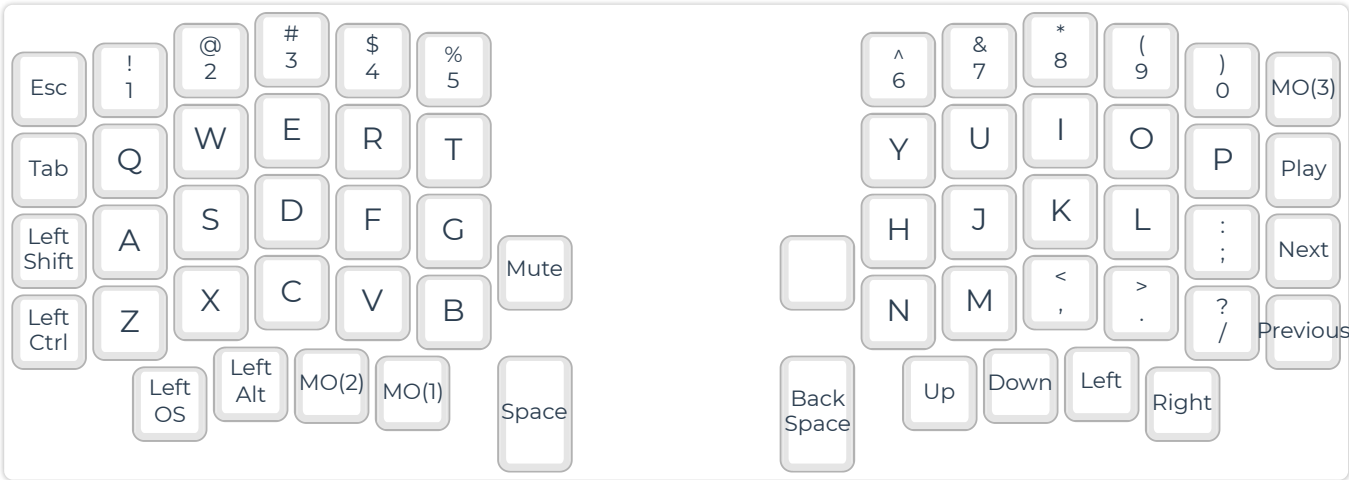 Esc ! @ # $ % ^ & * ( ) MO(3)
1 2 3 4 5 6 7 8 9 0
Tab Q W E R T Y U I O P Play
Left Shift A S D F G H J K L : ; Next
Left Ctrl Z X C V B Mute N M < , > . ? / Previous
Left OS Left Alt MO(2) MO(1) Space Back Space Up Down Left Right